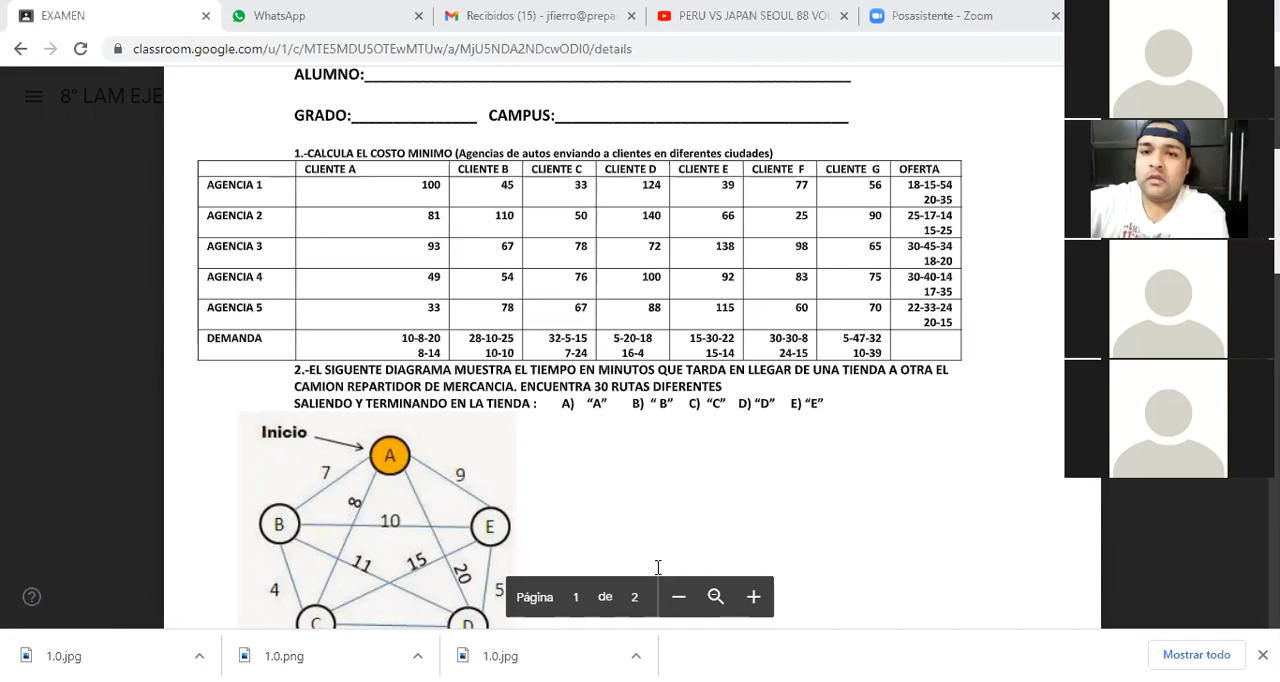 EXAMEN
WhatsApp
Recibidos (15) - jfierro@prepa
PERU VS JAPAN SEOUL 88 VOL
Posasistente - Zoom
classroom.google.com/u/1/c/MTE5MDU5OTEwMTUw/a/MjU5NDA2NDcwODI0/details
8° LAM EJE
ALUMNO:
GRADO: CAMPUS:
1.-CALCULA EL COSTO MINIMO (Agencias de autos enviando a clientes en diferentes ciudades)
CLIENTE A CLIENTE B CLIENTE C CLIENTE D CLIENTE E CLIENTE F CLIENTE G OFERTA
AGENCIA 1 100 45 33 124 39 77 56 18-15-54
20-35
AGENCIA 2 81 110 50 140 66 25 90 25-17-14
15-25
AGENCIA 3 93 67 78 72 138 98 65 30-45-34
18-20
AGENCIA 4 49 54 76 100 92 83 75 30-40-14
17-35
AGENCIA 5 33 78 67 88 115 60 70 22-33-24
20-15
DEMANDA 10-8-20 28-10-25 32-5-15 5-20-18 15-30-22 30-30-8 5-47-32
8-14 10-10 7-24 16-4 15-14 24-15 10-39
2.-EL SIGUENTE DIAGRAMA MUESTRA EL TIEMPO EN MINUTOS QUE TARDA EN LLEGAR DE UNA TIENDA A OTRA EL
CAMION REPARTIDOR DE MERCANCIA. ENCUENTRA 30 RUTAS DIFERENTES
SALIENDO Y TERMINANDO EN LA TIENDA : A) “A” B) “ B” C) “C” D) “D” E) “E”
Inicio
A
7 9
8
B 10 E
11 15 20
4 5
C D
Página 1 de 2
1.0.jpg
1.0.png
1.0.jpg
Mostrar todo